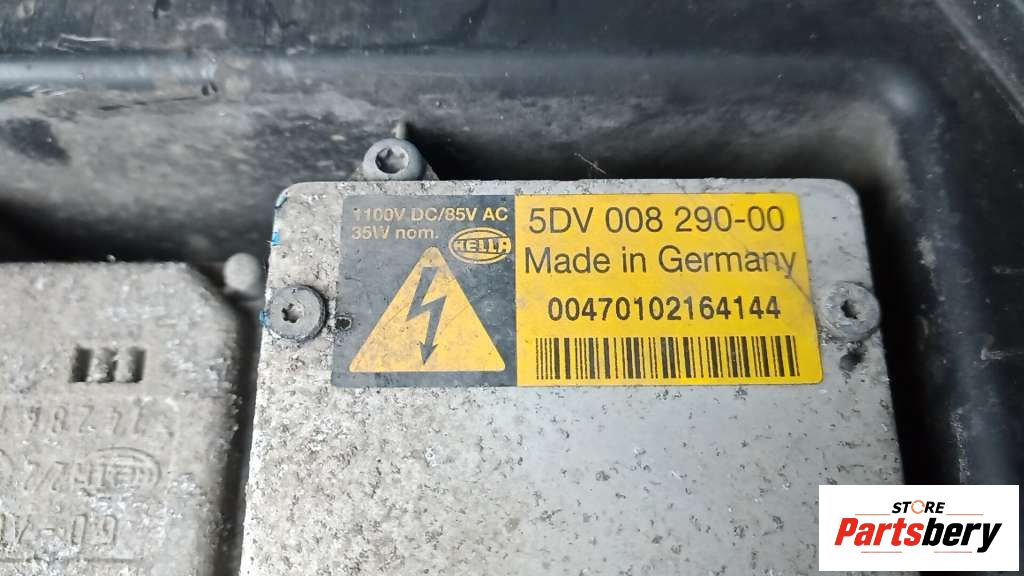 1100V DC/85V AC
35W nom.
HELLA
5DV 008 290-00
Made in Germany
00470102164144
STORE
Partsbery